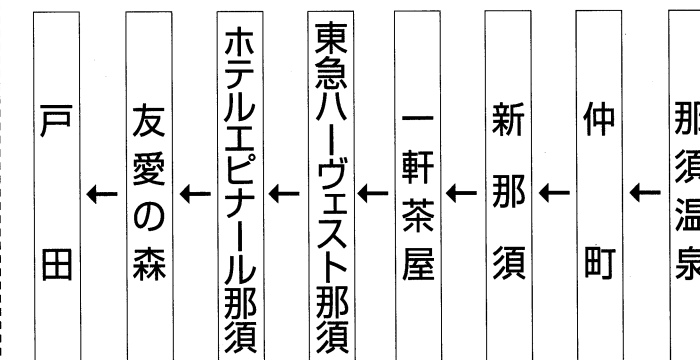 那須温泉
仲町
新那須
一軒茶屋
東急ハーヴェスト那須
ホテルエピナール那須
友愛の森
戸田